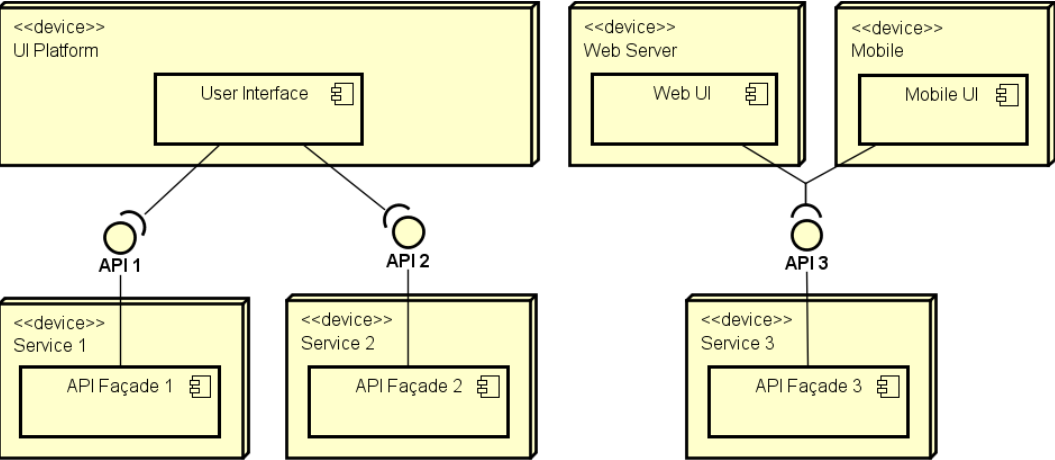 <<device>>
UI Platform
User Interface
<<device>>
Web Server
Web UI
<<device>>
Mobile
Mobile UI
API 1
API 2
API 3
<<device>>
Service 1
API Façade 1
<<device>>
Service 2
API Façade 2
<<device>>
Service 3
API Façade 3